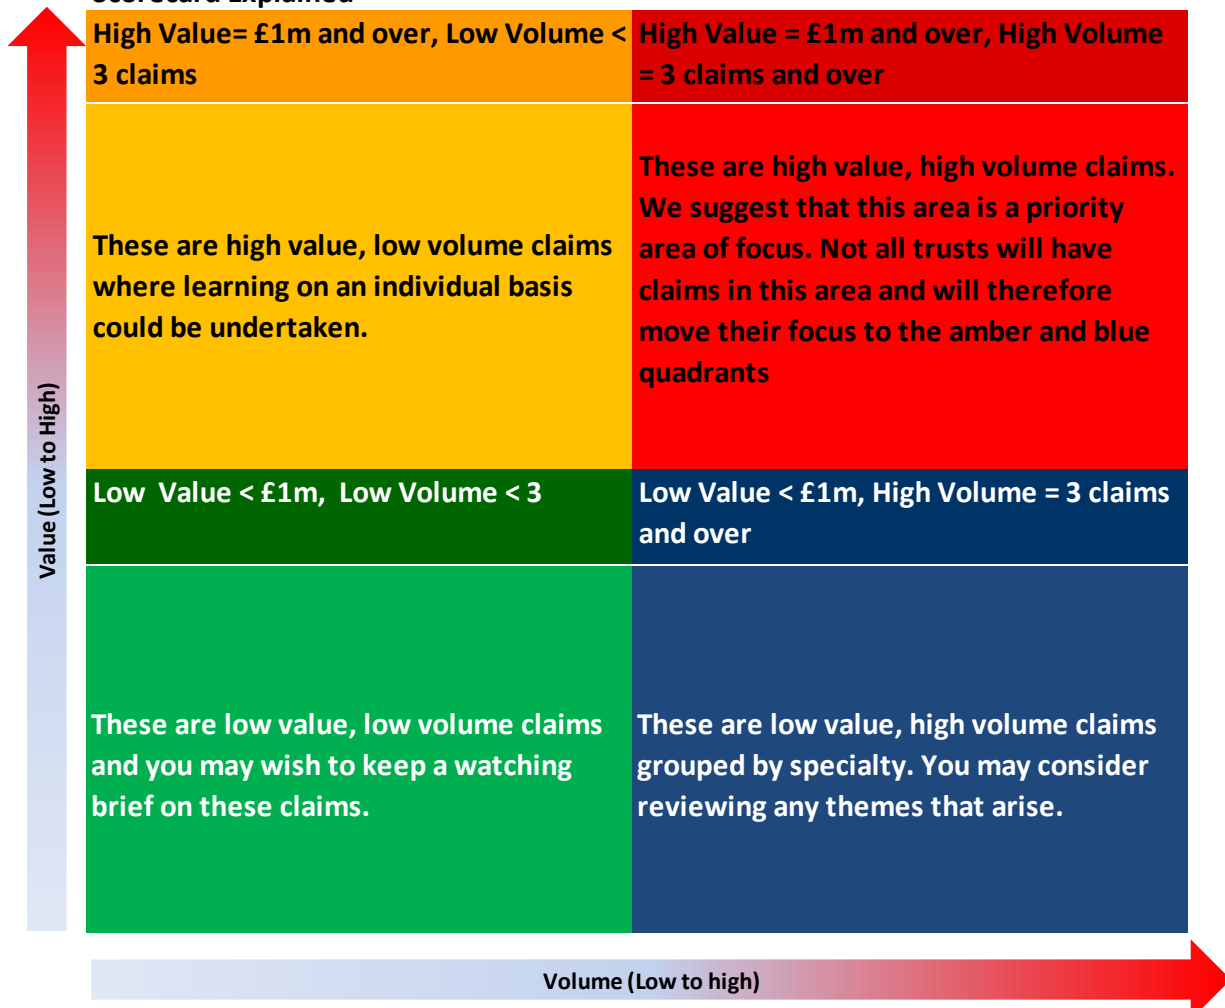 Scorecard Explained
High Value= £1m and over, Low Volume <
3 claims
High Value = £1m and over, High Volume
= 3 claims and over
These are high value, low volume claims
where learning on an individual basis
could be undertaken.
These are high value, high volume claims.
We suggest that this area is a priority
area of focus. Not all trusts will have
claims in this area and will therefore
move their focus to the amber and blue
quadrants
Value (Low to High)
Low  Value < £1m,  Low Volume < 3
Low Value < £1m, High Volume = 3 claims
and over
These are low value, low volume claims
and you may wish to keep a watching
brief on these claims.
These are low value, high volume claims
grouped by specialty. You may consider
reviewing any themes that arise.
Volume (Low to high)